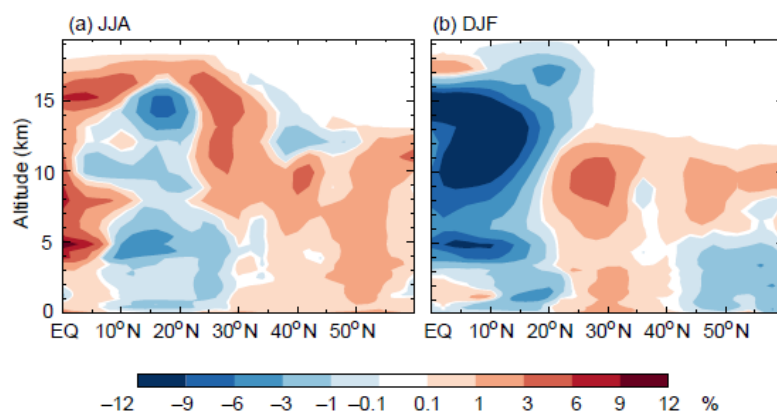 (a) JJA (b) DJF
Altitude (km)
15
10
5
0
EQ 10°N 20°N 30°N 40°N 50°N EQ 10°N 20°N 30°N 40°N 50°N
−12 −9 −6 −3 −1 −0.1 0.1 1 3 6 9 12 %